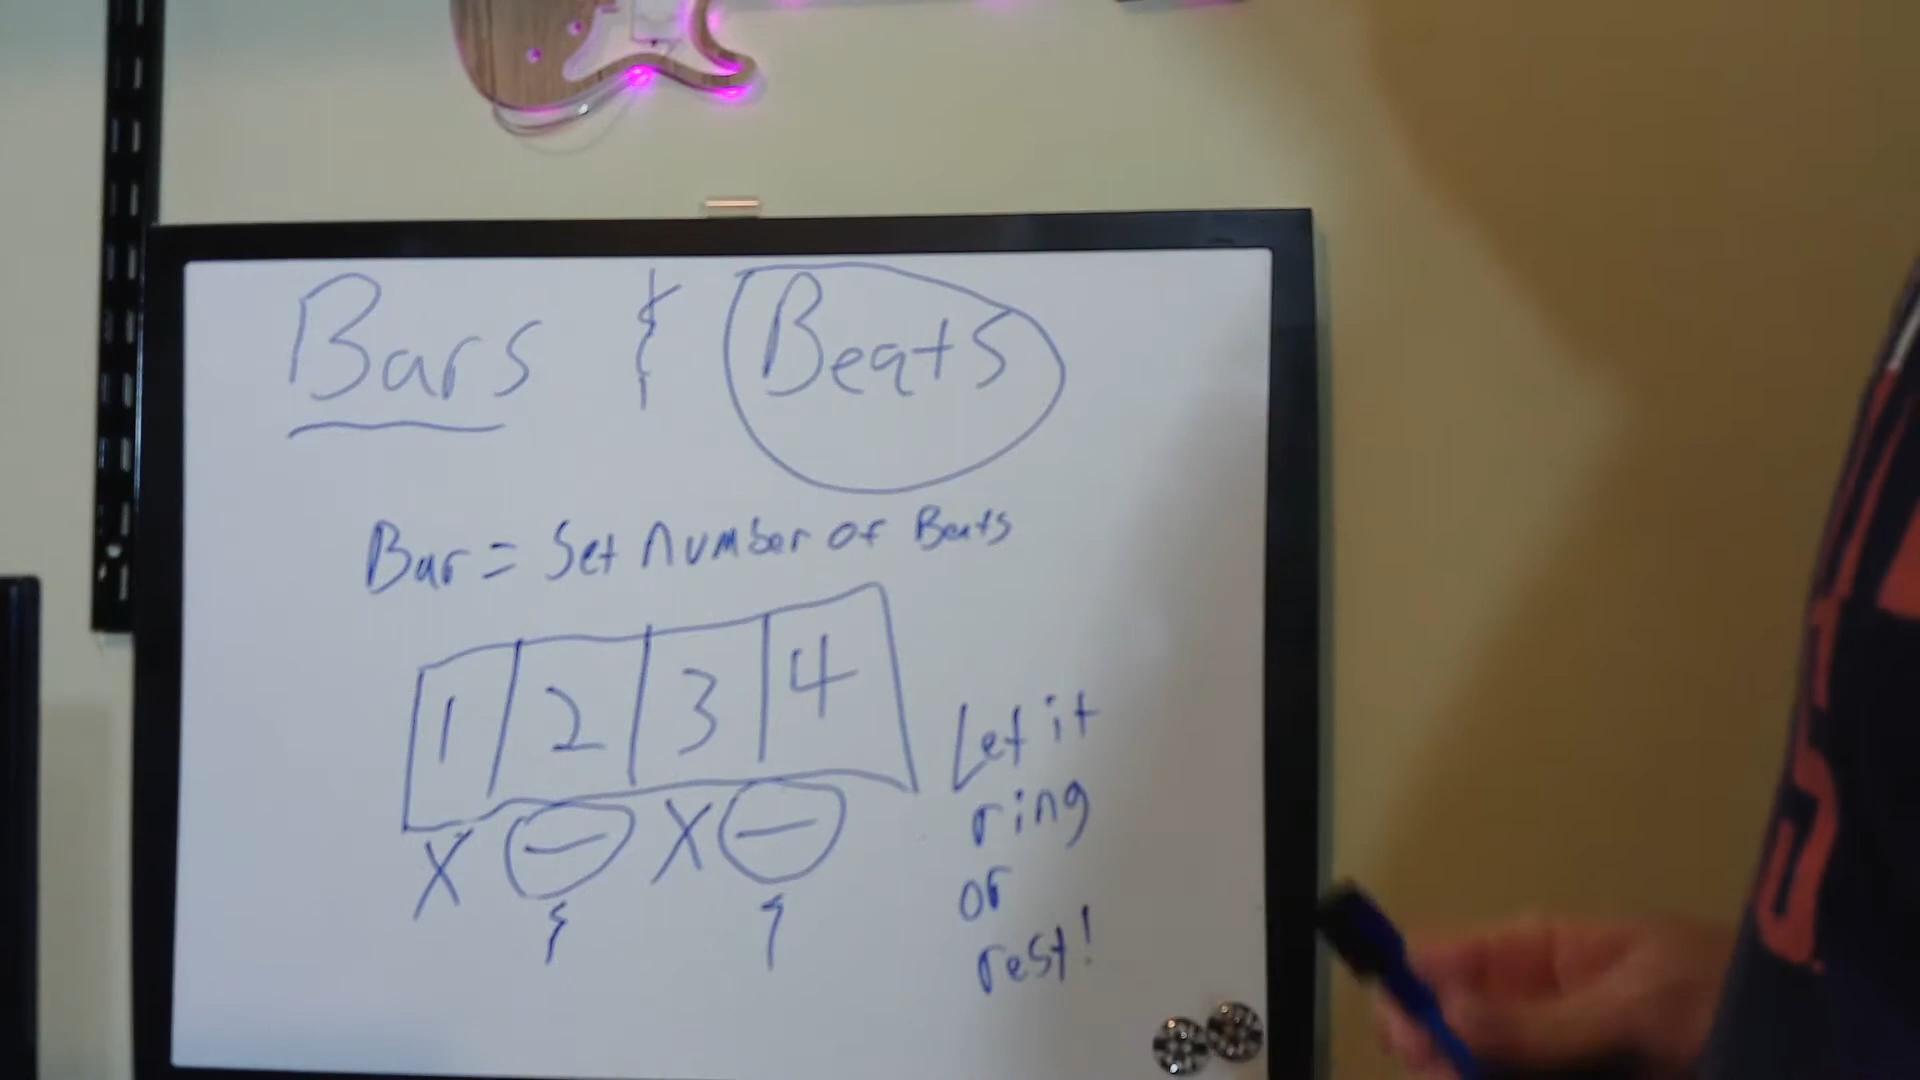 Bars & Beats
Bar = Set number of Beats
1 2 3 4
X — X —
Let it
ring
or
rest!